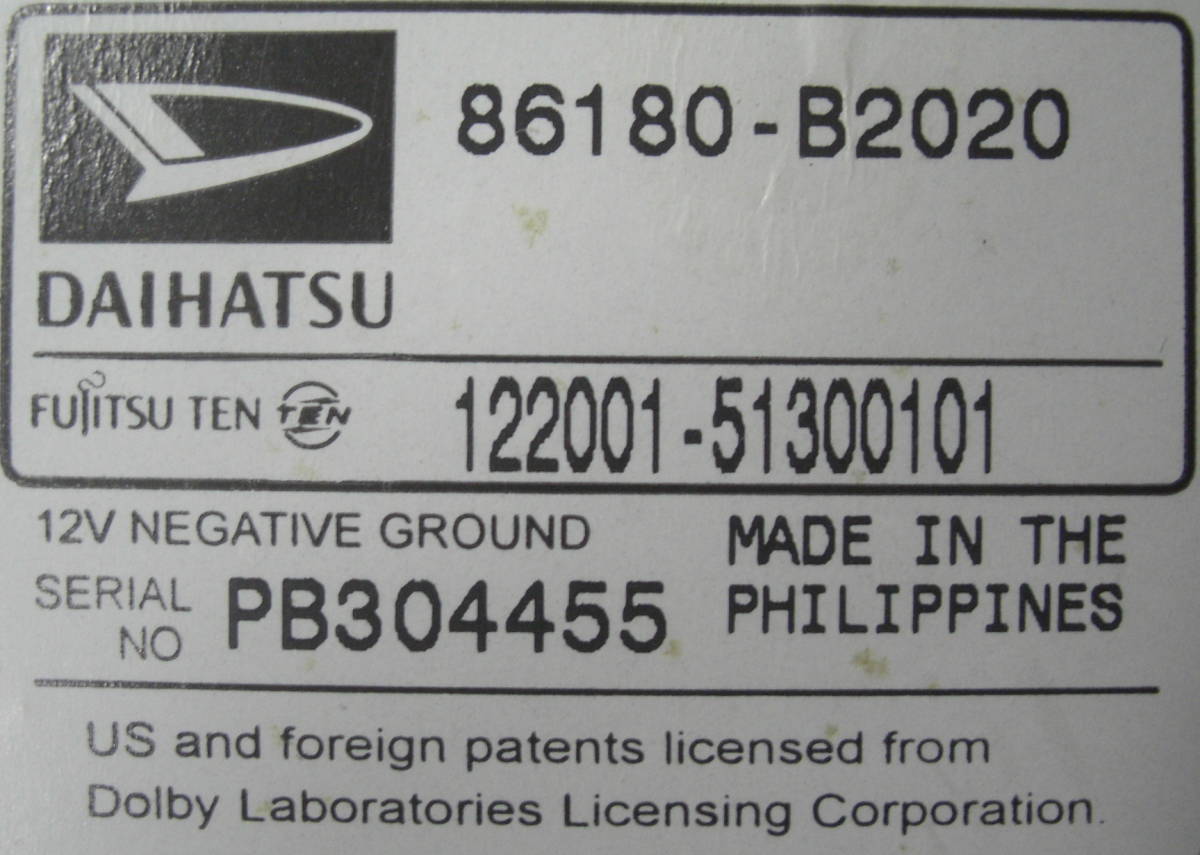 86180-B2020
DAIHATSU
FUJITSU TEN TEN 122001-51300101
12V NEGATIVE GROUND
MADE IN THE
PHILIPPINES
SERIAL
NO PB304455
US and foreign patents licensed from
Dolby Laboratories Licensing Corporation.